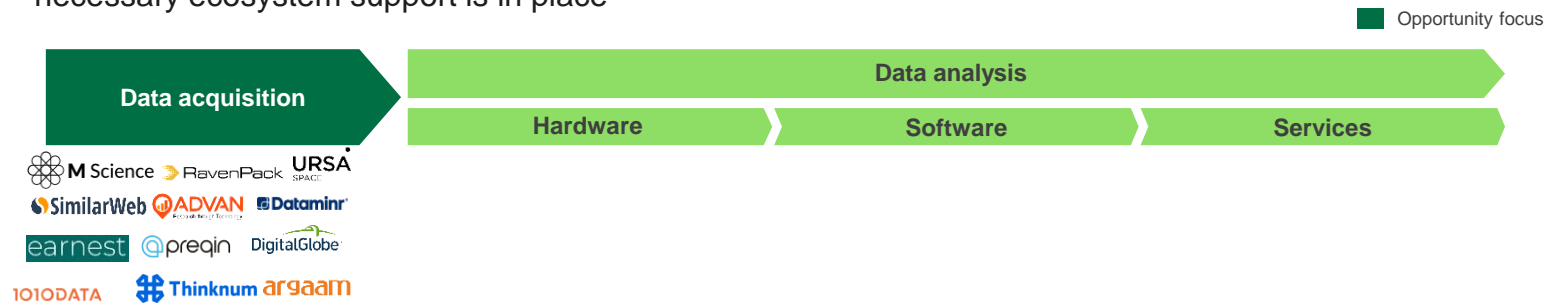 necessary ecosystem support is in place
Opportunity focus
Data acquisition
Data analysis
Hardware
Software
Services
M Science
RavenPack
URSA
SPACE
SimilarWeb
ADVAN
Dataminr
earnest
preqin
DigitalGlobe
1010DATA
Thinknum
argaam